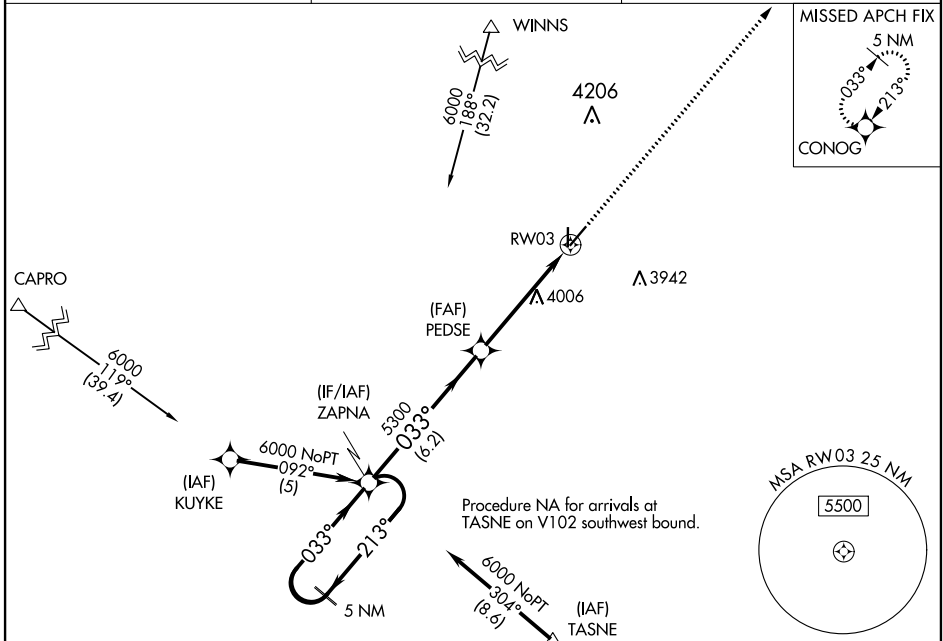 WINNS
6000
188°
(32.2)
4206
MISSED APCH FIX
5 NM
033°
213°
CONOG
RW03
3942
4006
CAPRO
6000
119°
(39.4)
(FAF)
PEDSE
(IF/IAF)
ZAPNA
5300
033°
(6.2)
6000 NoPT
092°
(5)
(IAF)
KUYKE
033°
213°
5 NM
Procedure NA for arrivals at
TASNE on V102 southwest bound.
6000 NoPT
304°
(8.6)
(IAF)
TASNE
MSA RW03 25 NM
5500